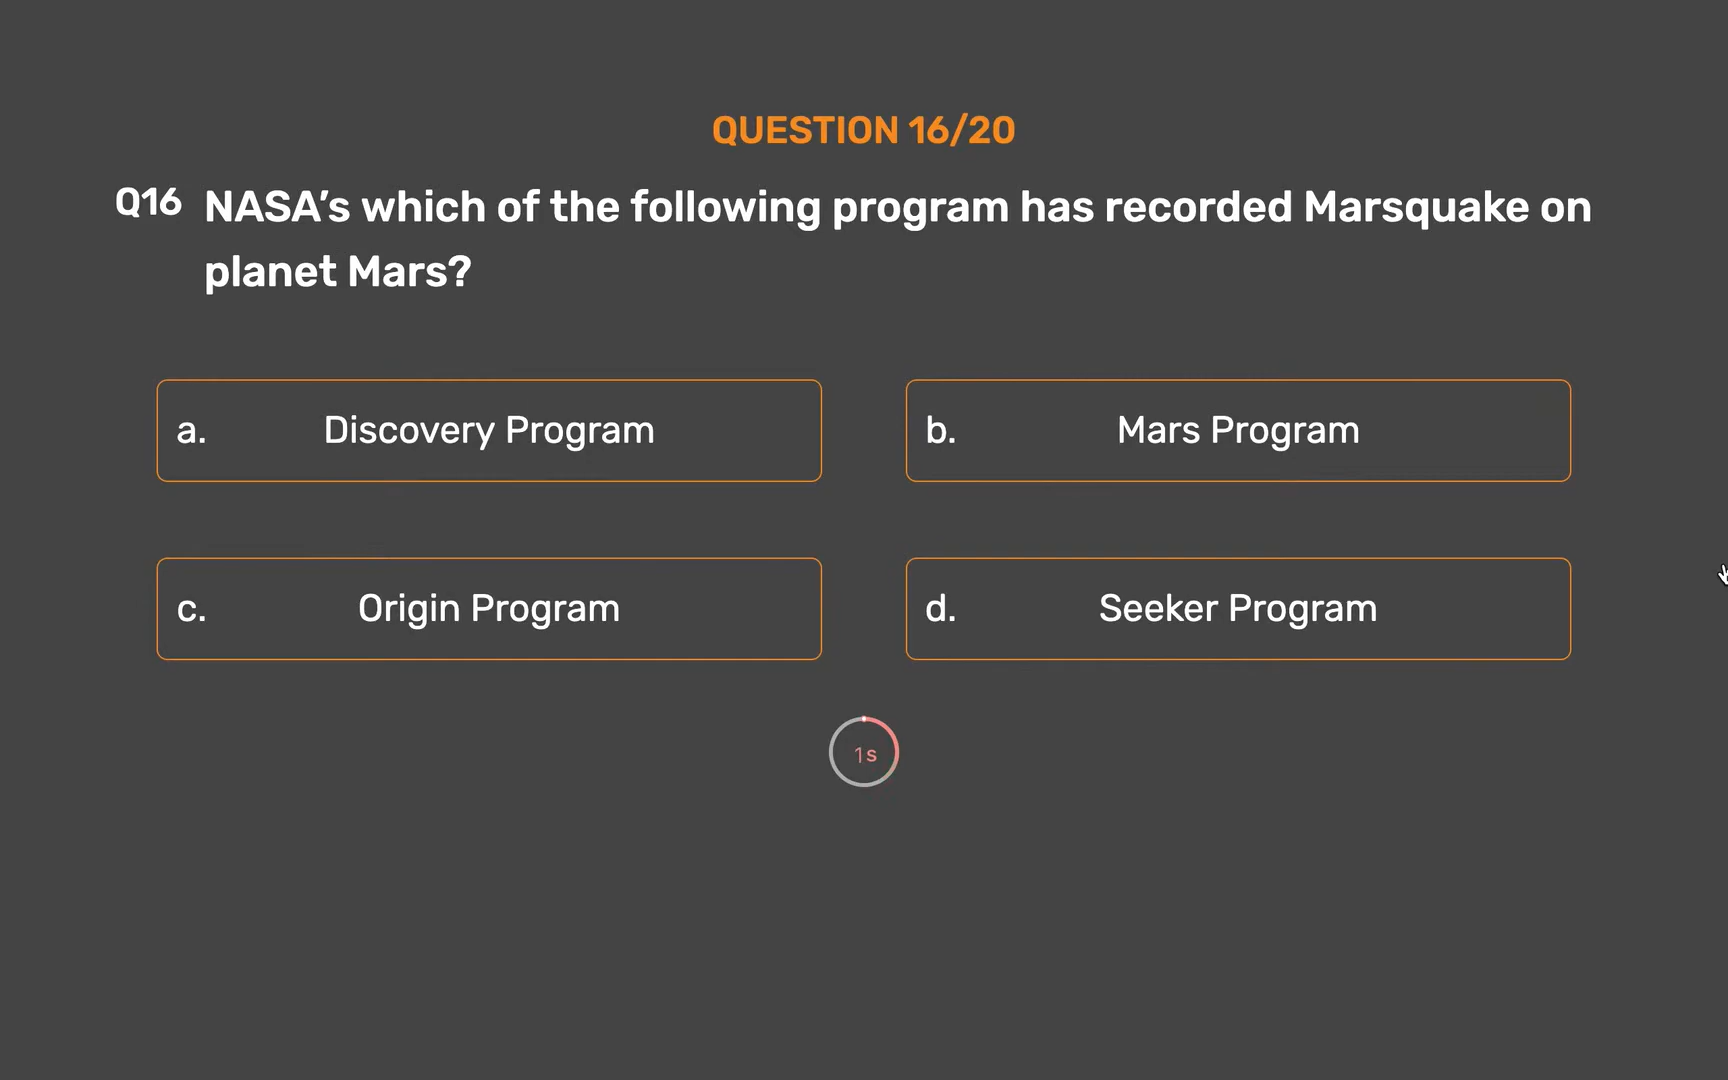 QUESTION 16/20
Q16 NASA’s which of the following program has recorded Marsquake on
planet Mars?
a. Discovery Program
b. Mars Program
c. Origin Program
d. Seeker Program
1s